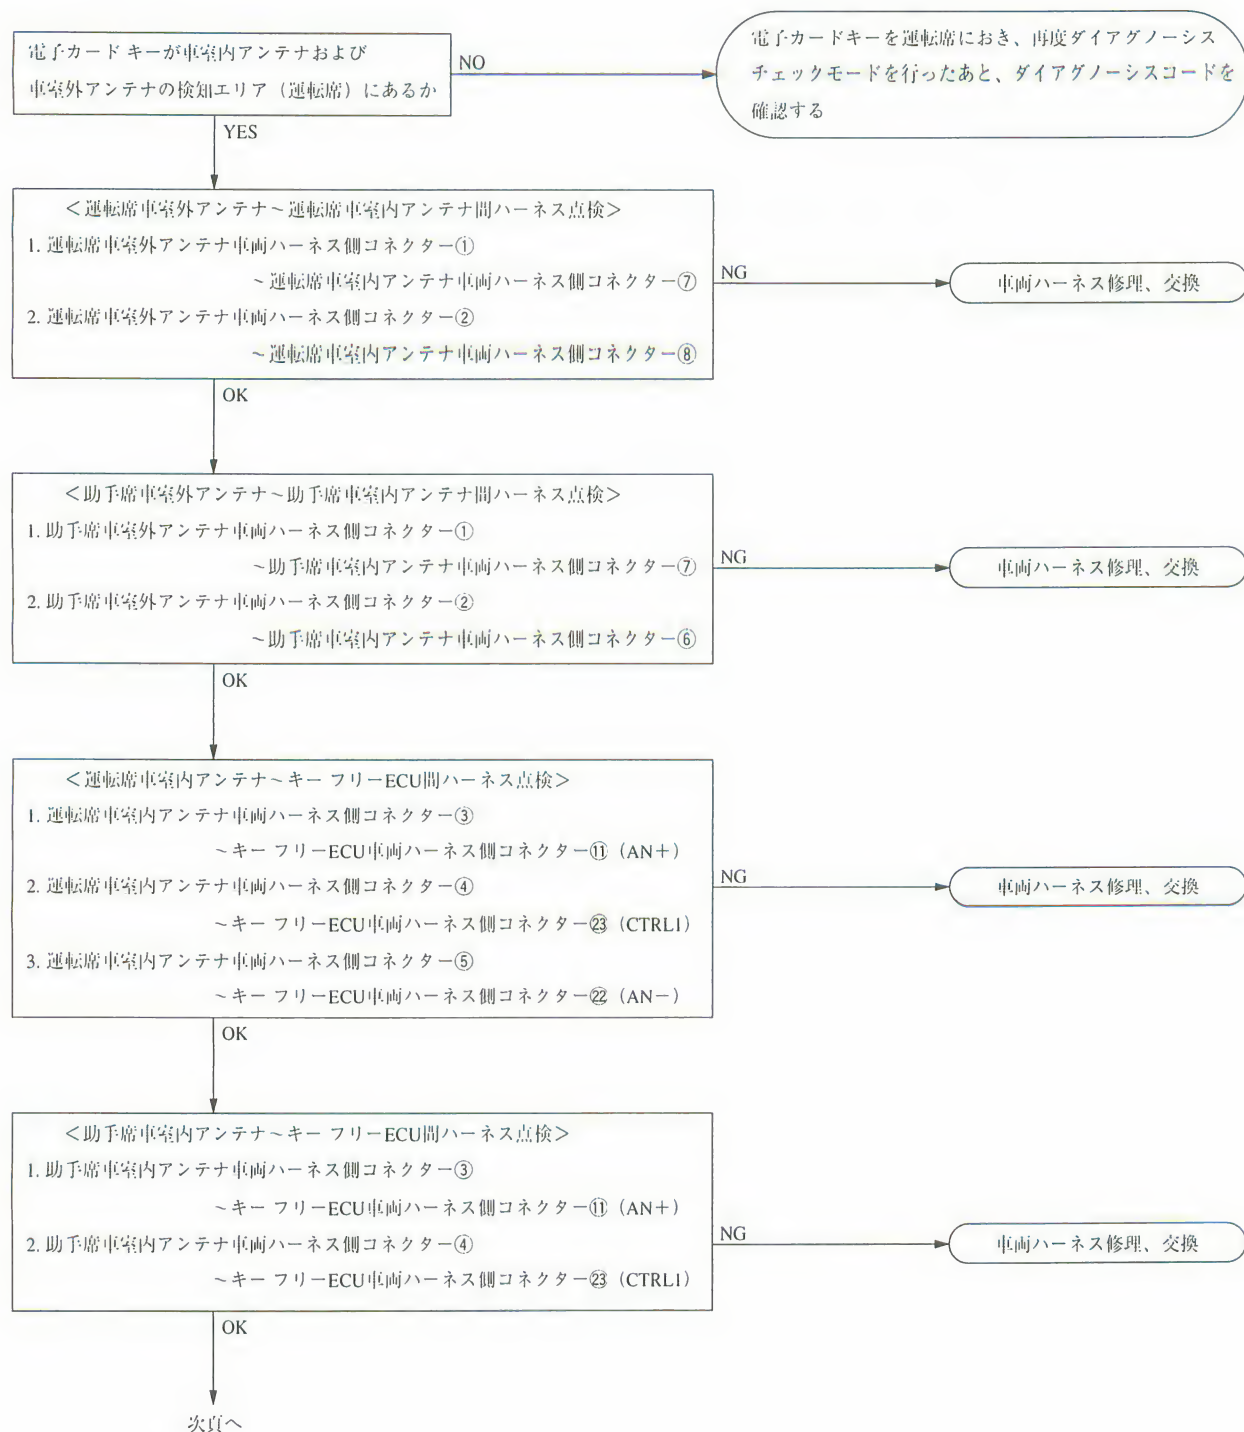 電子カード キーが車室内アンテナおよび
車室外アンテナの検知エリア（運転席）にあるか
NO
電子カードキーを運転席におき、再度ダイアグノーシス
チェックモードを行ったあと、ダイアグノーシスコードを
確認する
YES
＜運転席車室外アンテナ～運転席車室内アンテナ間ハーネス点検＞
1. 運転席車室外アンテナ車両ハーネス側コネクター①
～運転席車室内アンテナ車両ハーネス側コネクター⑦
2. 運転席車室外アンテナ車両ハーネス側コネクター②
～運転席車室内アンテナ車両ハーネス側コネクター⑧
NG
車両ハーネス修理、交換
OK
＜助手席車室外アンテナ～助手席車室内アンテナ間ハーネス点検＞
1. 助手席車室外アンテナ車両ハーネス側コネクター①
～助手席車室内アンテナ車両ハーネス側コネクター⑦
2. 助手席車室外アンテナ車両ハーネス側コネクター②
～助手席車室内アンテナ車両ハーネス側コネクター⑥
NG
車両ハーネス修理、交換
OK
＜運転席車室内アンテナ～キー フリーECU間ハーネス点検＞
1. 運転席車室内アンテナ車両ハーネス側コネクター③
～キー フリーECU車両ハーネス側コネクター⑪（AN＋）
2. 運転席車室内アンテナ車両ハーネス側コネクター④
～キー フリーECU車両ハーネス側コネクター㉓（CTRL1）
3. 運転席車室内アンテナ車両ハーネス側コネクター⑤
～キー フリーECU車両ハーネス側コネクター㉒（AN－）
NG
車両ハーネス修理、交換
OK
＜助手席車室内アンテナ～キー フリーECU間ハーネス点検＞
1. 助手席車室内アンテナ車両ハーネス側コネクター③
～キー フリーECU車両ハーネス側コネクター⑪（AN＋）
2. 助手席車室内アンテナ車両ハーネス側コネクター④
～キー フリーECU車両ハーネス側コネクター㉓（CTRL1）
NG
車両ハーネス修理、交換
OK
次頁へ